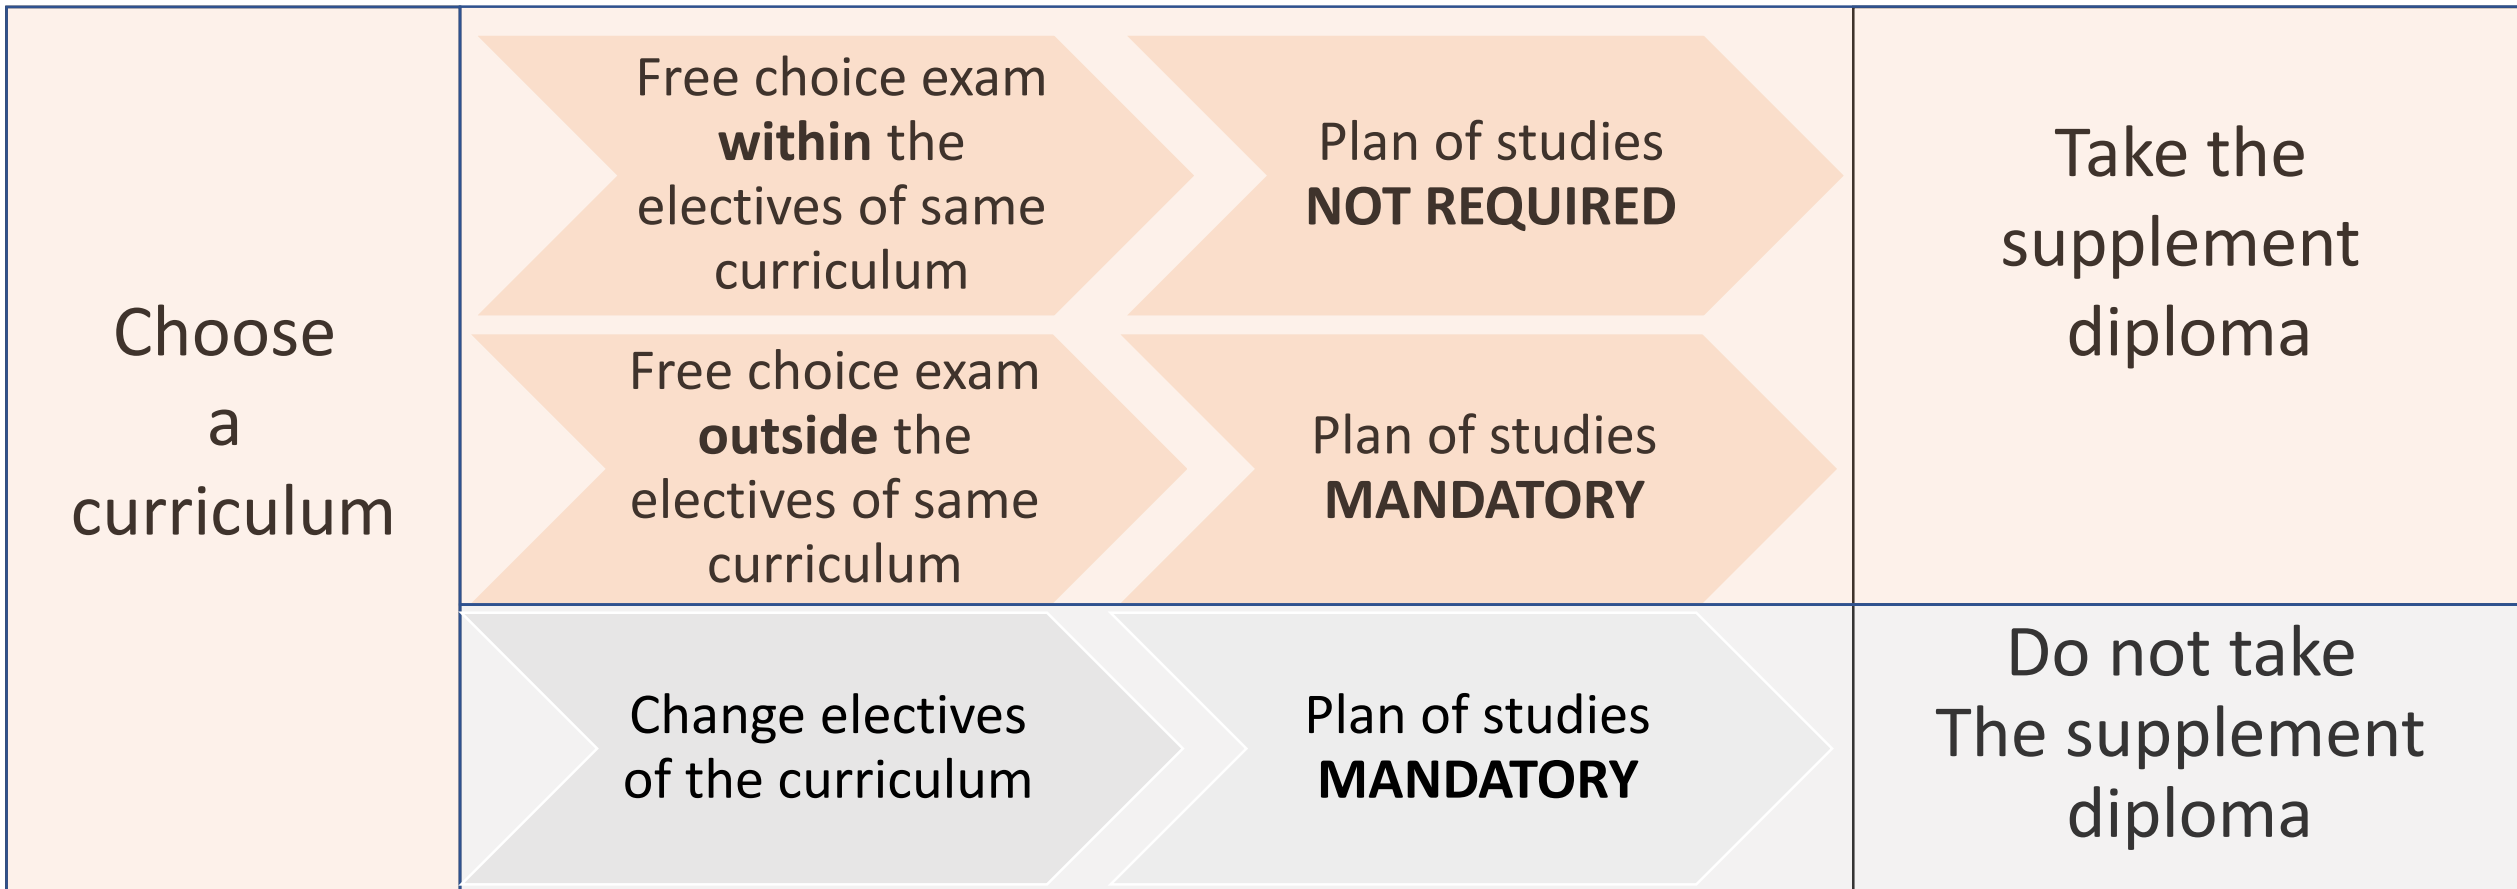 Choose
a
curriculum
Free choice exam
within the
electives of same
curriculum
Plan of studies
NOT REQUIRED
Free choice exam
outside the
electives of same
curriculum
Plan of studies
MANDATORY
Take the
supplement
diploma
Change electives
of the curriculum
Plan of studies
MANDATORY
Do not take
The supplement
diploma